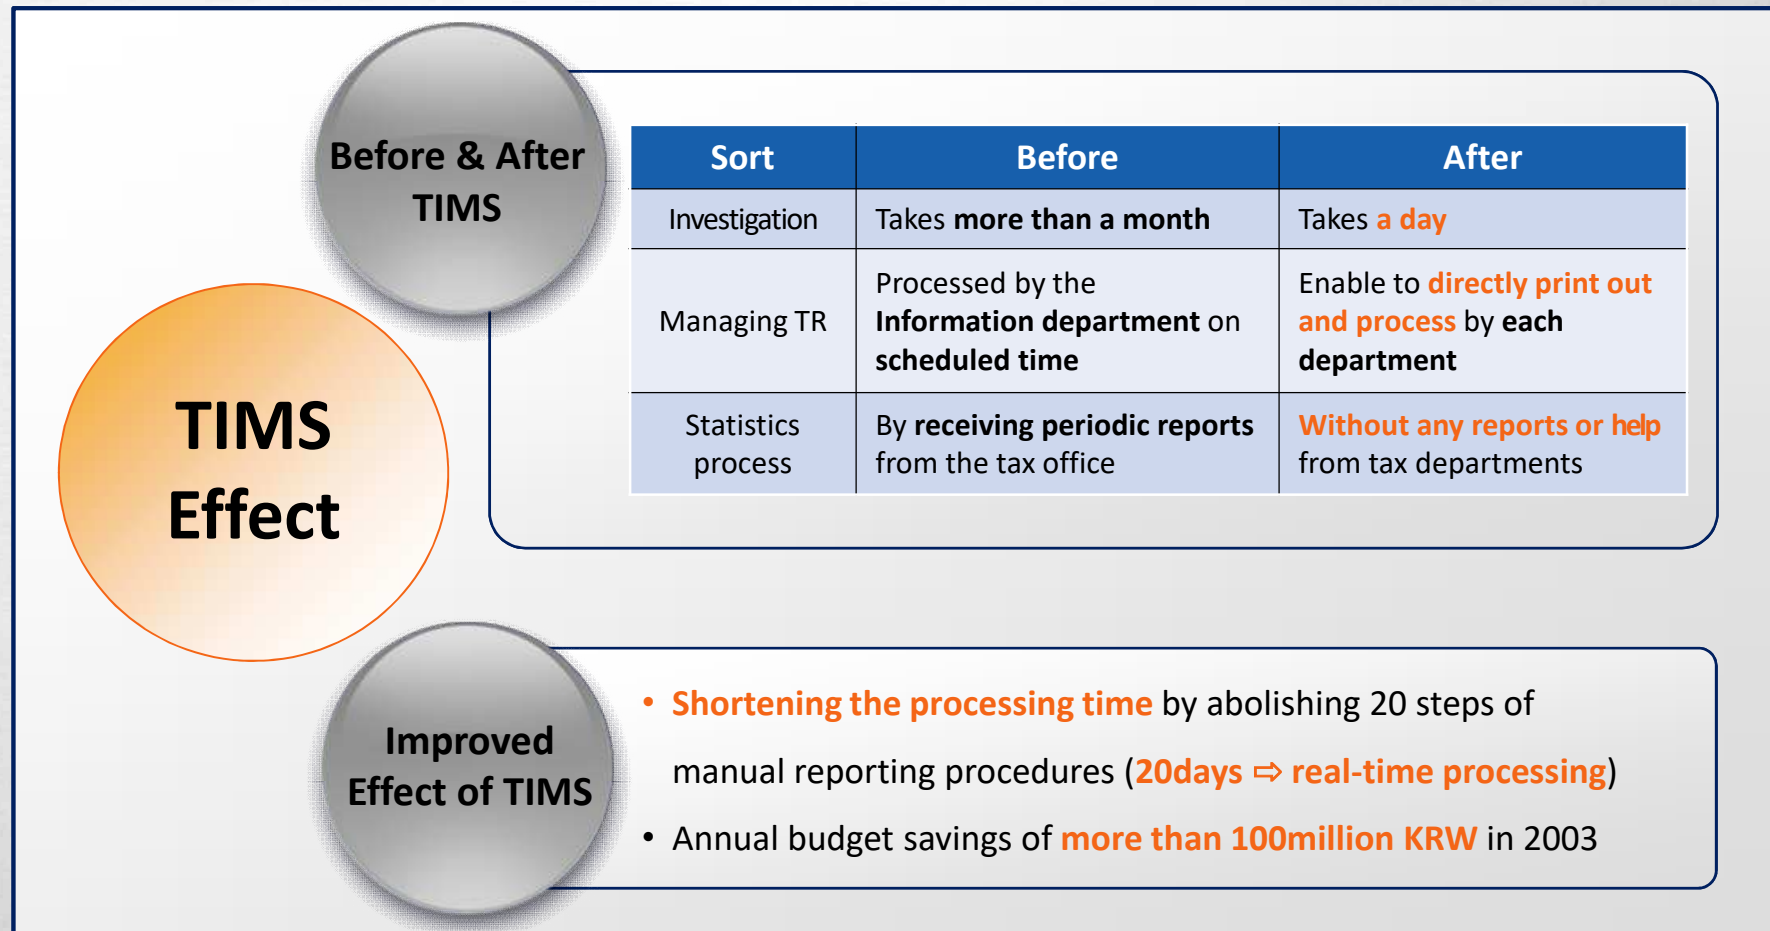 TIMS
Effect
Before & After
TIMS
Sort
Before
After
Investigation
Takes more than a month
Takes a day
Managing TR
Processed by the
Information department on
scheduled time
Enable to directly print out
and process by each
department
Statistics
process
By receiving periodic reports
from the tax office
Without any reports or help
from tax departments
Improved
Effect of TIMS
• Shortening the processing time by abolishing 20 steps of
manual reporting procedures (20days ⇨ real-time processing)
• Annual budget savings of more than 100million KRW in 2003